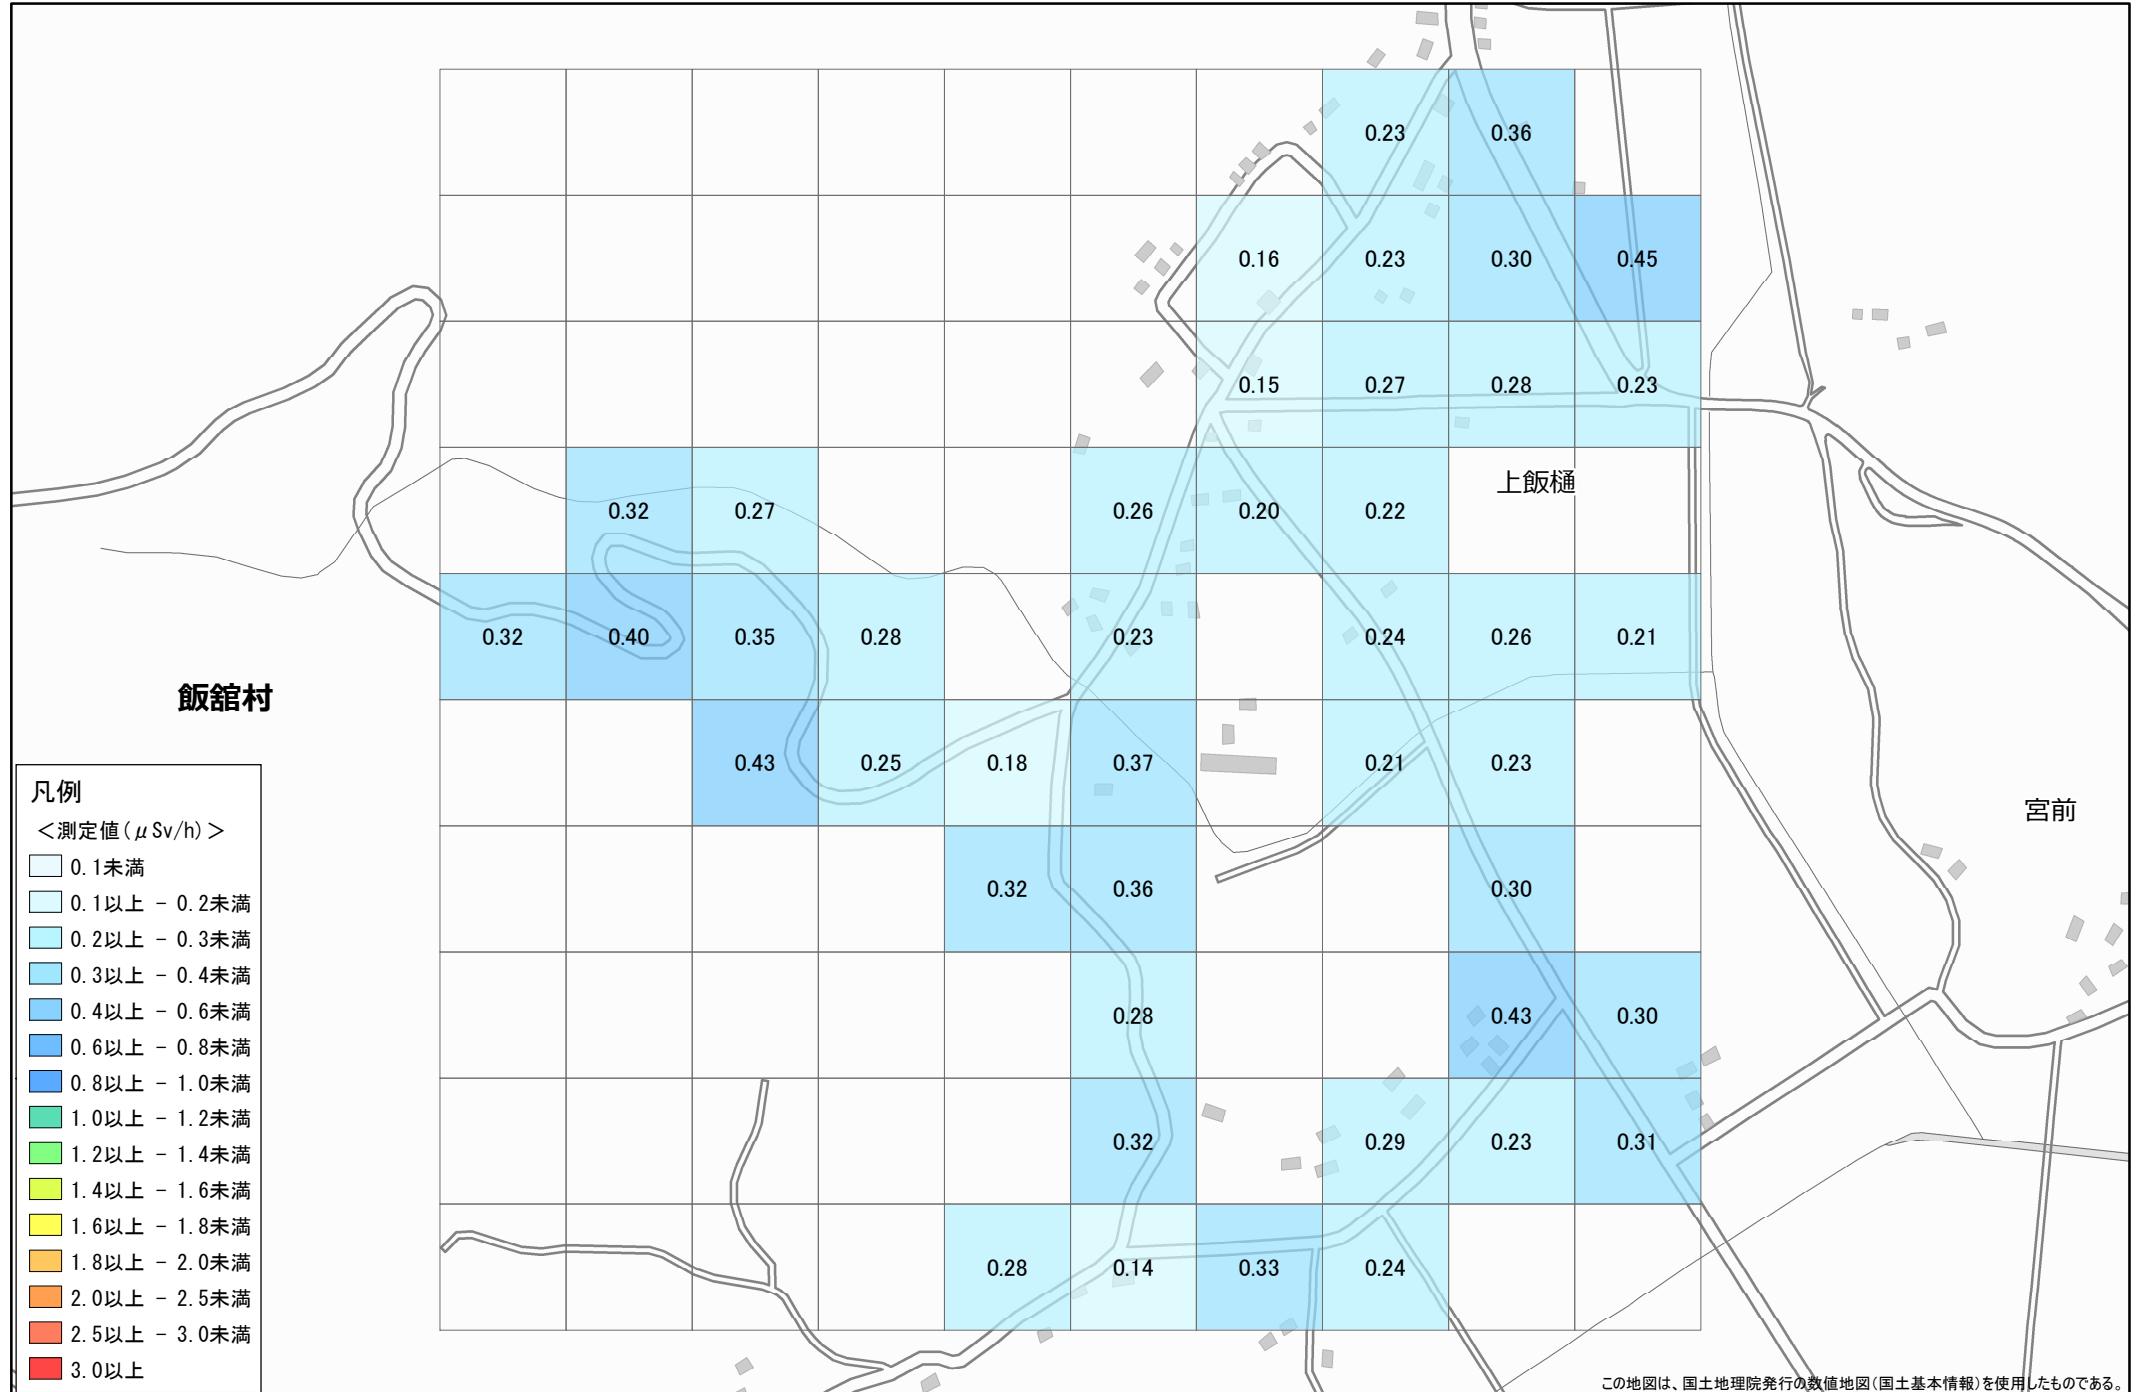 0.23 0.36
0.16 0.23 0.30 0.45
0.15 0.27 0.28 0.23
上飯樋
0.32 0.27 0.26 0.20 0.22
0.32 0.40 0.35 0.28 0.23 0.24 0.26 0.21
飯舘村
0.43 0.25 0.18 0.37 0.21 0.23
宮前
0.32 0.36 0.30
0.28 0.43 0.30
0.32 0.29 0.23 0.31
0.28 0.14 0.33 0.24
凡例
＜測定値（μSv/h）＞
0.1未満
0.1以上 － 0.2未満
0.2以上 － 0.3未満
0.3以上 － 0.4未満
0.4以上 － 0.6未満
0.6以上 － 0.8未満
0.8以上 － 1.0未満
1.0以上 － 1.2未満
1.2以上 － 1.4未満
1.4以上 － 1.6未満
1.6以上 － 1.8未満
1.8以上 － 2.0未満
2.0以上 － 2.5未満
2.5以上 － 3.0未満
3.0以上
この地図は、国土地理院発行の数値地図（国土基本情報）を使用したものである。